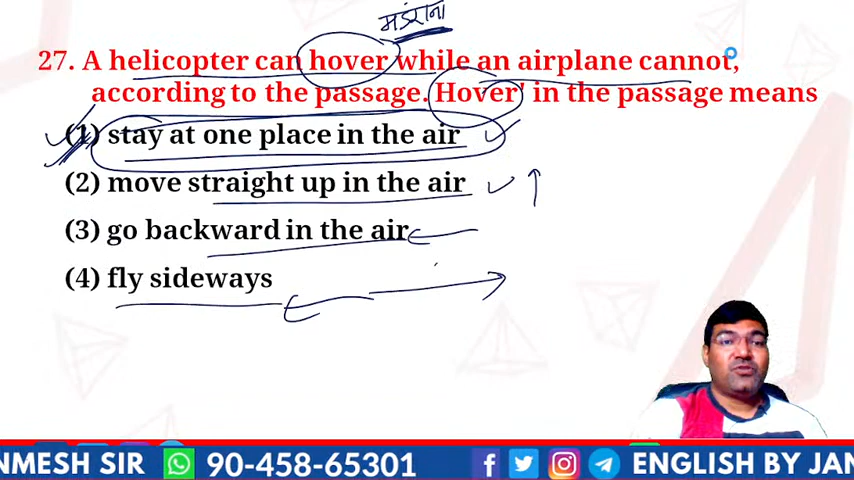 मंडराना
27. A helicopter can hover while an airplane cannot,
according to the passage. Hover' in the passage means
(1) stay at one place in the air
(2) move straight up in the air
(3) go backward in the air
(4) fly sideways
NMESH SIR 90-458-65301 ENGLISH BY JAN